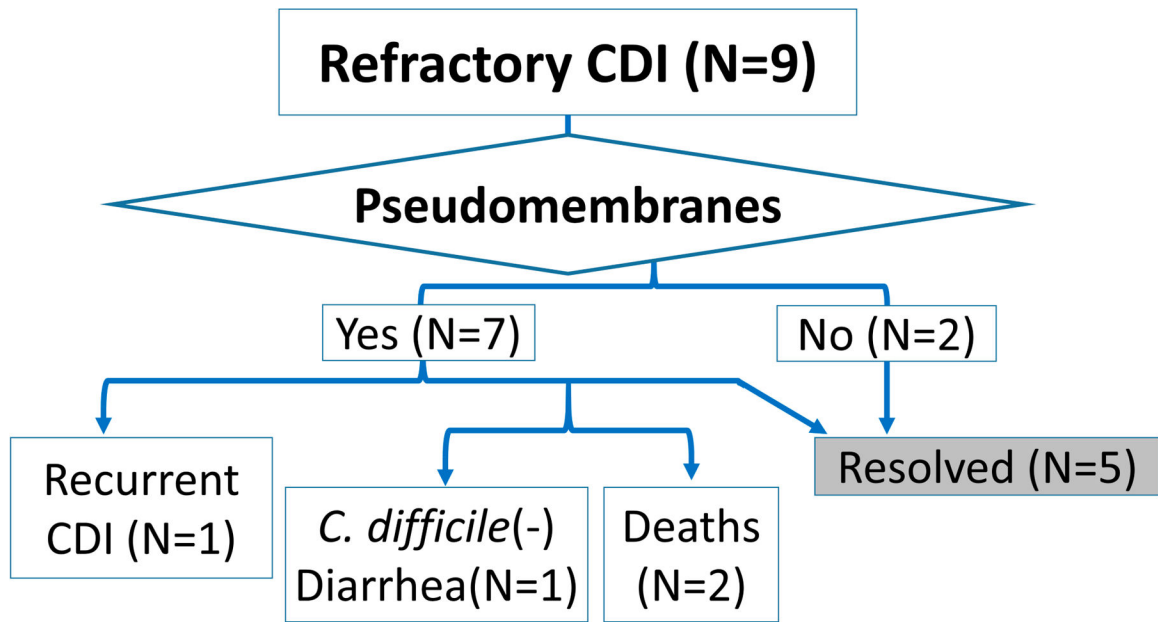 Refractory CDI (N=9)
Pseudomembranes
Yes (N=7)
No (N=2)
Recurrent
CDI (N=1)
C. difficile(-)
Diarrhea(N=1)
Deaths
(N=2)
Resolved (N=5)